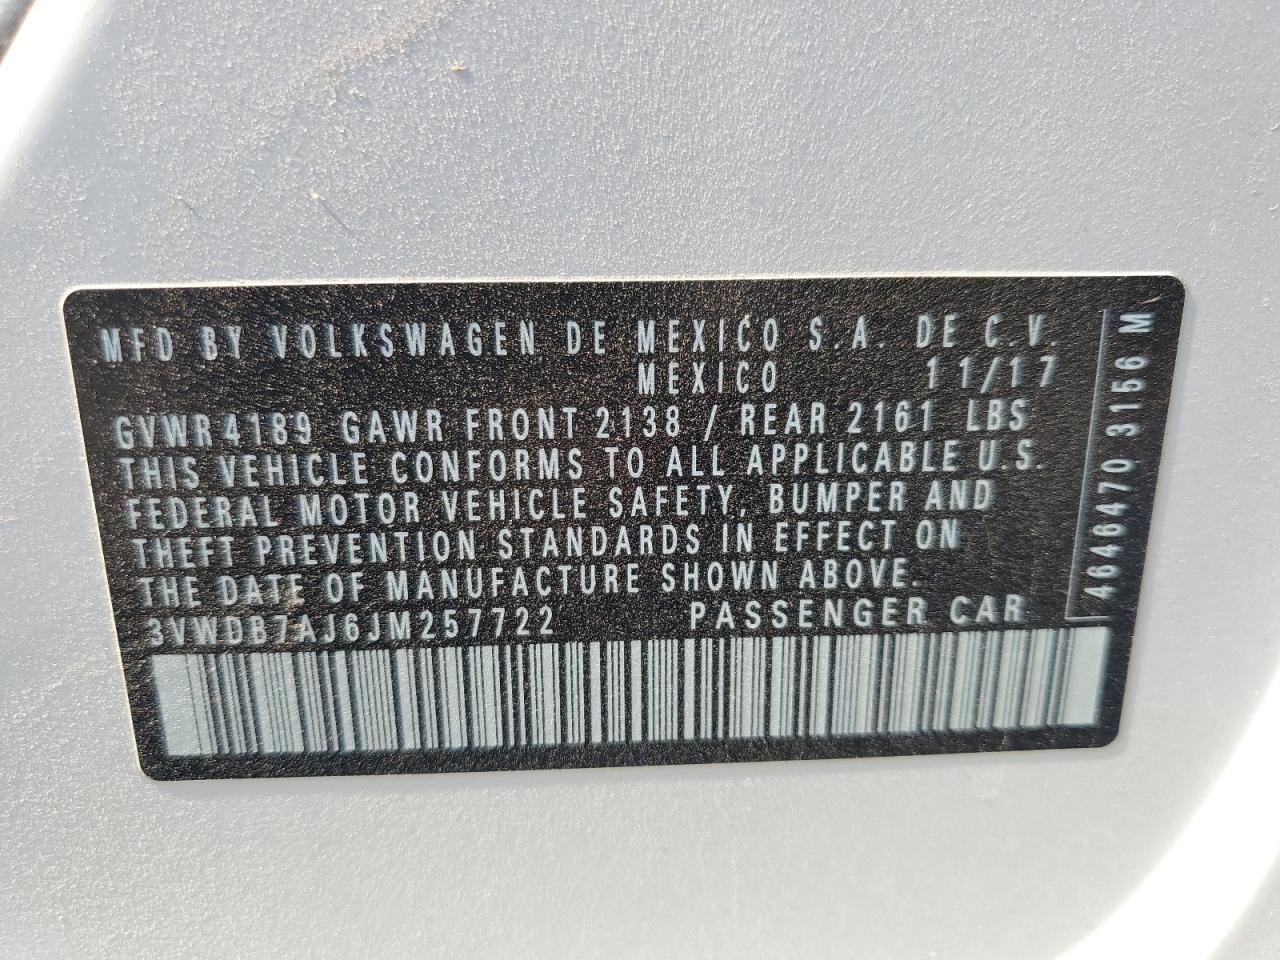 MFD BY VOLKSWAGEN DE MEXICO S.A. DE C.V.
MEXICO 11/17
GVWR4189 GAWR FRONT 2138 / REAR 2161 LBS
THIS VEHICLE CONFORMS TO ALL APPLICABLE U.S.
FEDERAL MOTOR VEHICLE SAFETY, BUMPER AND
THEFT PREVENTION STANDARDS IN EFFECT ON
THE DATE OF MANUFACTURE SHOWN ABOVE.
3VWDB7AJ6JM257722 PASSENGER CAR
4646470 3156 M